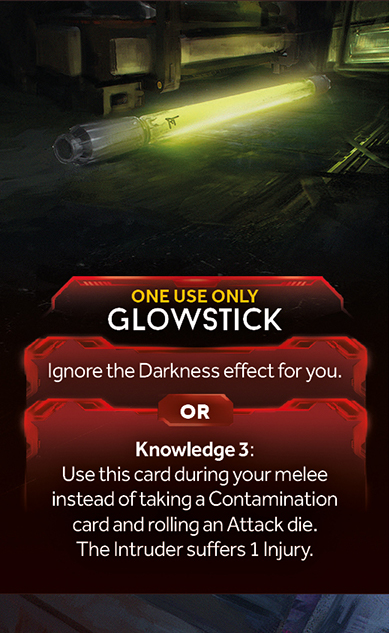 ONE USE ONLY
GLOWSTICK
Ignore the Darkness effect for you.
OR
Knowledge 3:
Use this card during your melee
instead of taking a Contamination
card and rolling an Attack die.
The Intruder suffers 1 Injury.